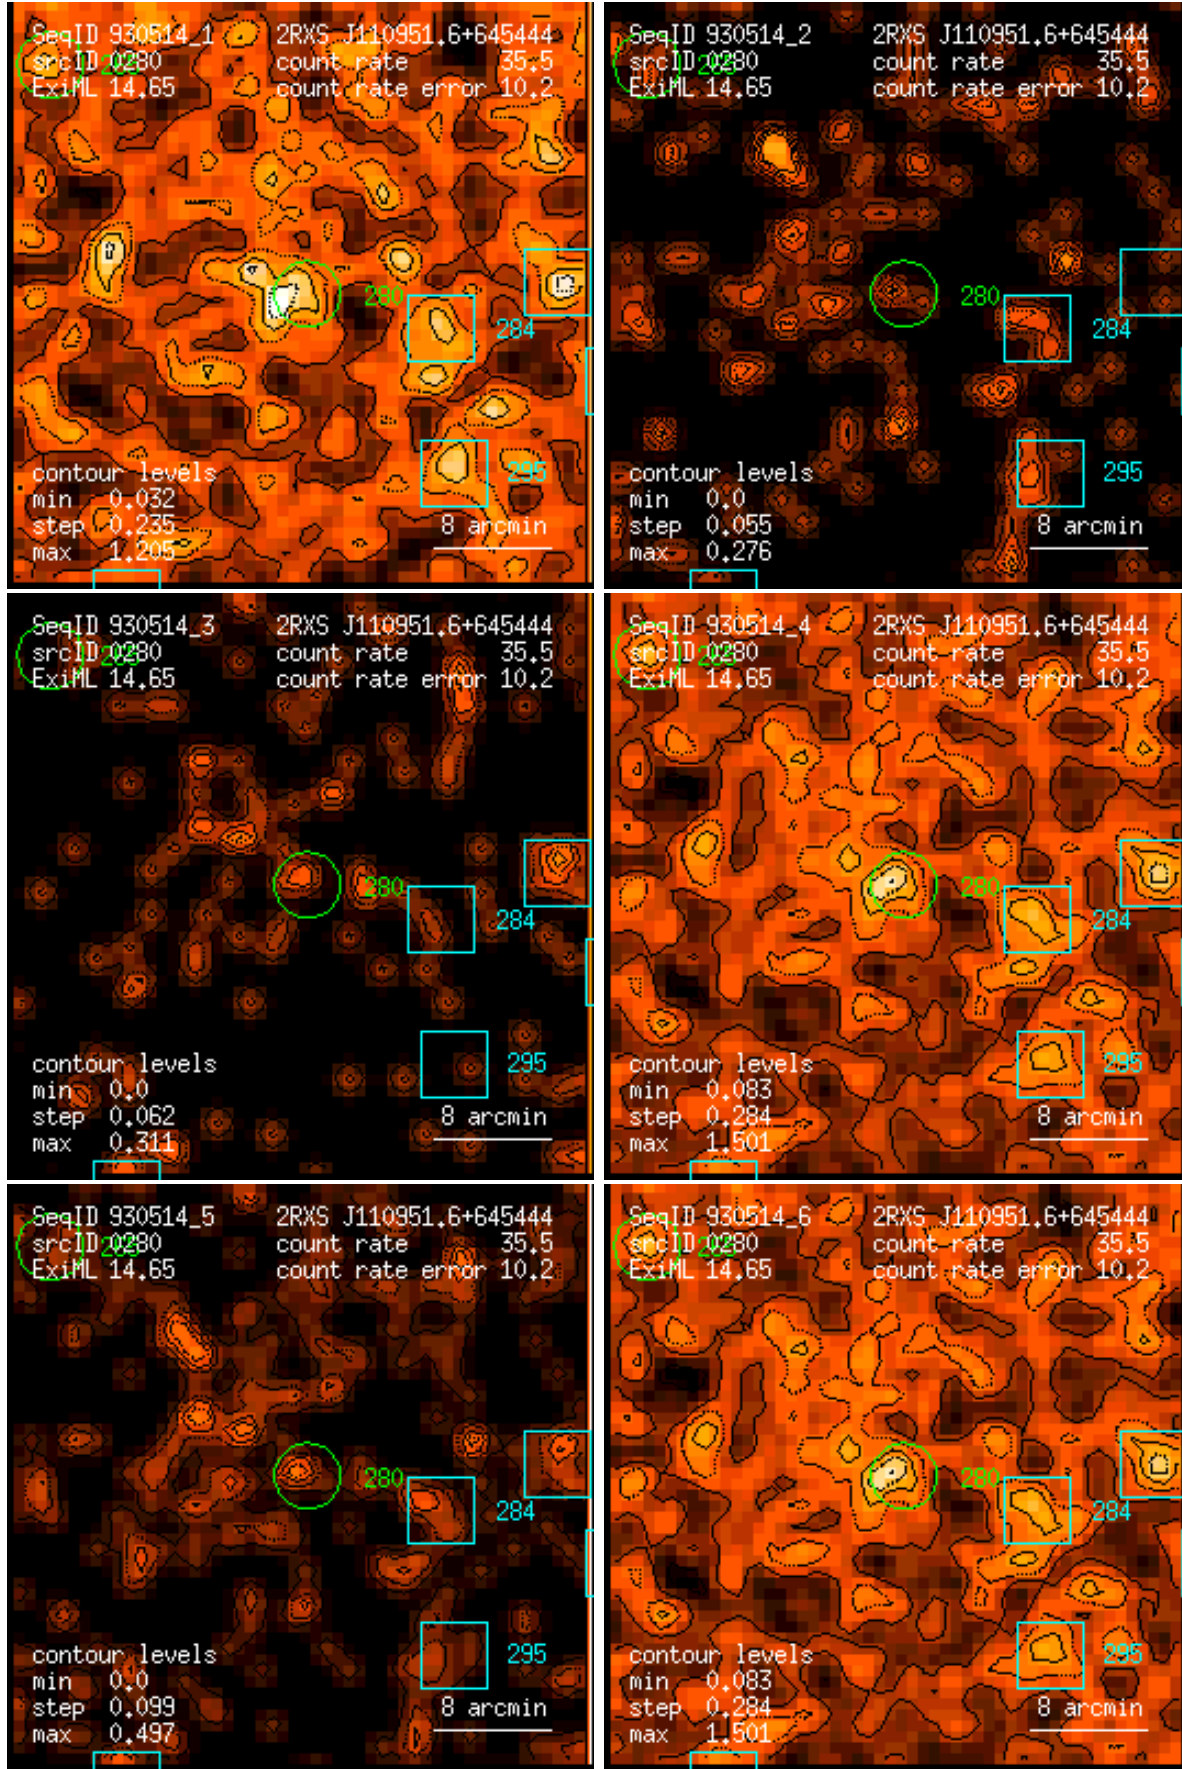 SeqID 930514_1 2RXS J110951.6+645444
srcID 0280 265 count rate 35.5
ExiML 14.65 count rate error 10.2
280
284
295
contour levels
min 0.032
step 0.235 8 arcmin
max 1.205
SeqID 930514_2 2RXS J110951.6+645444
srcID 0280 count rate 35.5
ExiML 14.65 count rate error 10.2
280
284
295
contour levels
min 0.0
step 0.055 8 arcmin
max 0.276
SeqID 930514_3 2RXS J110951.6+645444
srcID 0280 count rate 35.5
ExiML 14.65 count rate error 10.2
280
284
295
contour levels
min 0.0
step 0.062 8 arcmin
max 0.311
SeqID 930514_4 2RXS J110951.6+645444
srcID 0280 count rate 35.5
ExiML 14.65 count rate error 10.2
280
284
295
contour levels
min 0.083
step 0.284 8 arcmin
max 1.501
SeqID 930514_5 2RXS J110951.6+645444
srcID 0280 count rate 35.5
ExiML 14.65 count rate error 10.2
280
284
295
contour levels
min 0.0
step 0.099 8 arcmin
max 0.497
SeqID 930514_6 2RXS J110951.6+645444
srcID 0280 count rate 35.5
ExiML 14.65 count rate error 10.2
280
284
295
contour levels
min 0.083
step 0.284 8 arcmin
max 1.501